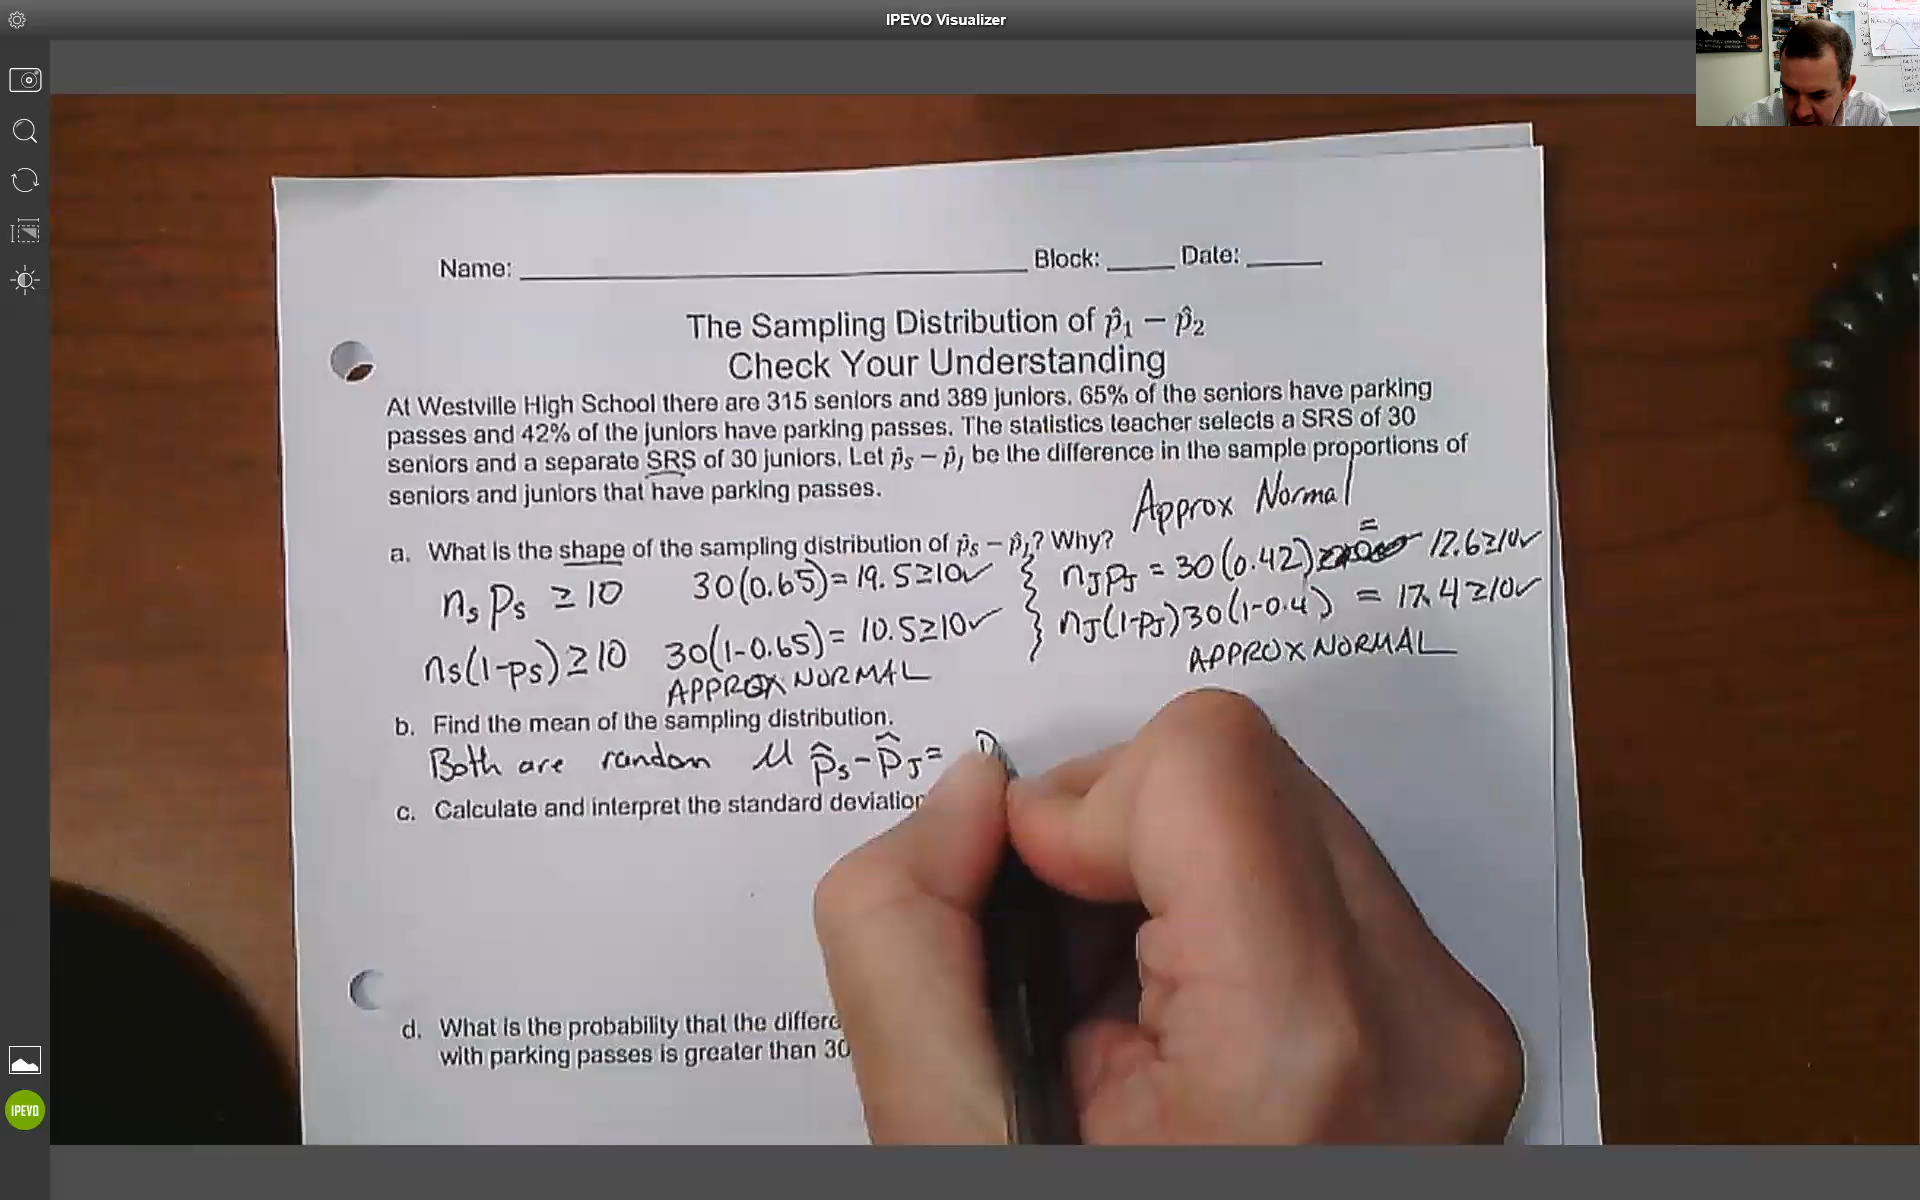 IPEVO Visualizer
Name: ____ Block: ____ Date: ____
The Sampling Distribution of p̂₁ − p̂₂
Check Your Understanding
At Westville High School there are 315 seniors and 389 juniors. 65% of the seniors have parking
passes and 42% of the juniors have parking passes. The statistics teacher selects a SRS of 30
seniors and a separate SRS of 30 juniors. Let p̂S − p̂J be the difference in the sample proportions of
seniors and juniors that have parking passes.
Approx Normal
a. What is the shape of the sampling distribution of p̂S − p̂J? Why?
ns ps ≥ 10 30(0.65) = 19.5 ≥ 10 ✓ nJ pJ = 30(0.42) = 12.6 ≥ 10 ✓
ns(1-ps) ≥ 10 30(1-0.65) = 10.5 ≥ 10 ✓ nJ(1-pJ) 30(1-0.4) = 17.4 ≥ 10 ✓
APPROX NORMAL APPROX NORMAL
b. Find the mean of the sampling distribution.
Both are random μ p̂s - p̂J =
c. Calculate and interpret the standard deviation
d. What is the probability that the differe
with parking passes is greater than 30
IPEVO